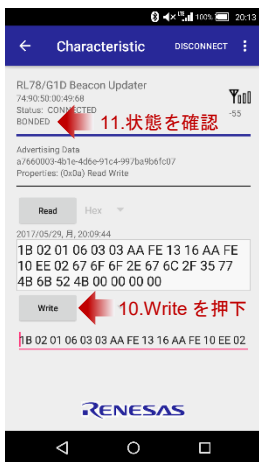 100% 20:13
← Characteristic DISCONNECT
RL78/G1D Beacon Updater
74:90:50:00:49:68
Status: CONNECTED
BONDED
-55
11.状態を確認
Advertising Data
a7660003-4b1e-4d6e-91c4-997ba9b6fc07
Properties: (0x0a) Read Write
Read Hex
2017/05/29, 月, 20:09:44
1B 02 01 06 03 03 AA FE 13 16 AA FE
10 EE 02 67 6F 6F 2E 67 6C 2F 35 77
4B 6B 52 4B 00 00 00 00
Write
10.Write を押下
1B 02 01 06 03 03 AA FE 13 16 AA FE 10 EE 02
RENESAS